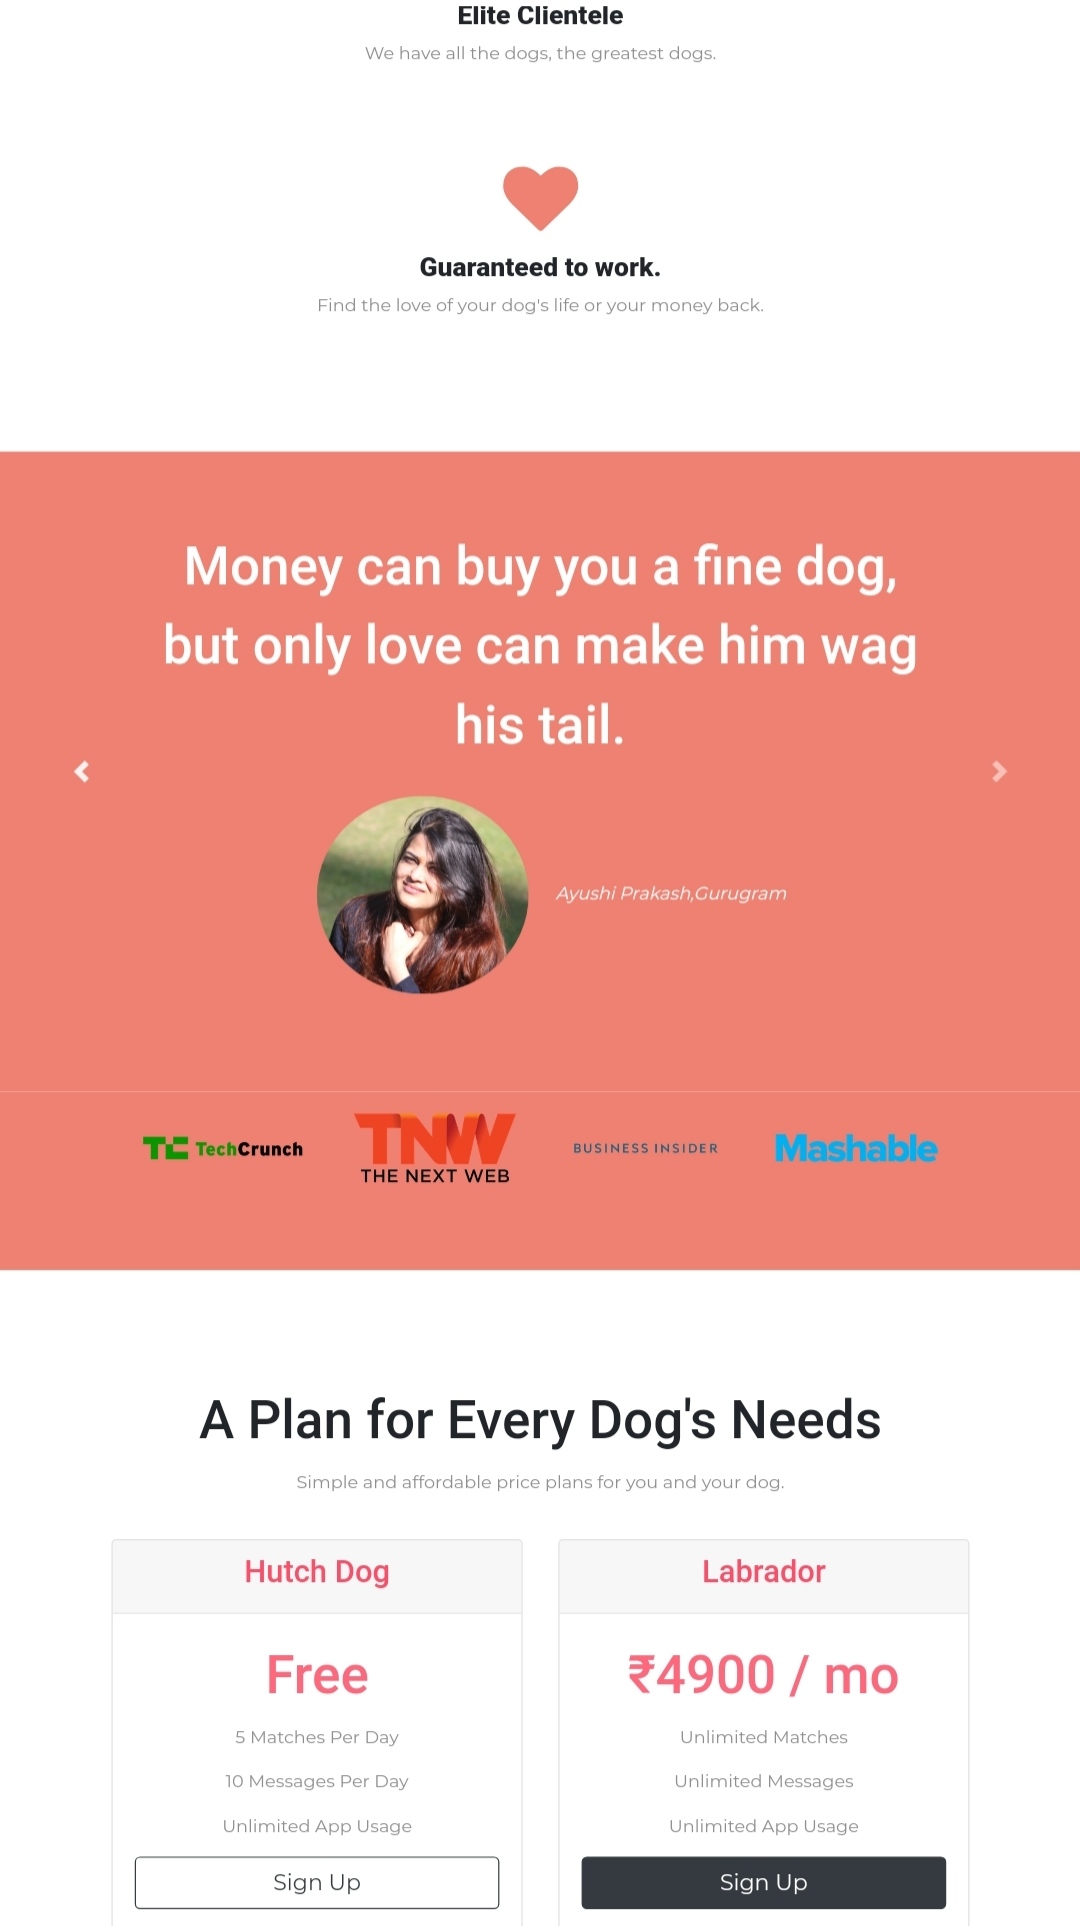 Elite Clientele
We have all the dogs, the greatest dogs.
Guaranteed to work.
Find the love of your dog's life or your money back.
Money can buy you a fine dog,
but only love can make him wag
his tail.
Ayushi Prakash,Gurugram
TC TechCrunch
TNW
THE NEXT WEB
BUSINESS INSIDER
Mashable
A Plan for Every Dog's Needs
Simple and affordable price plans for you and your dog.
Hutch Dog
Free
5 Matches Per Day
10 Messages Per Day
Unlimited App Usage
Sign Up
Labrador
₹4900 / mo
Unlimited Matches
Unlimited Messages
Unlimited App Usage
Sign Up